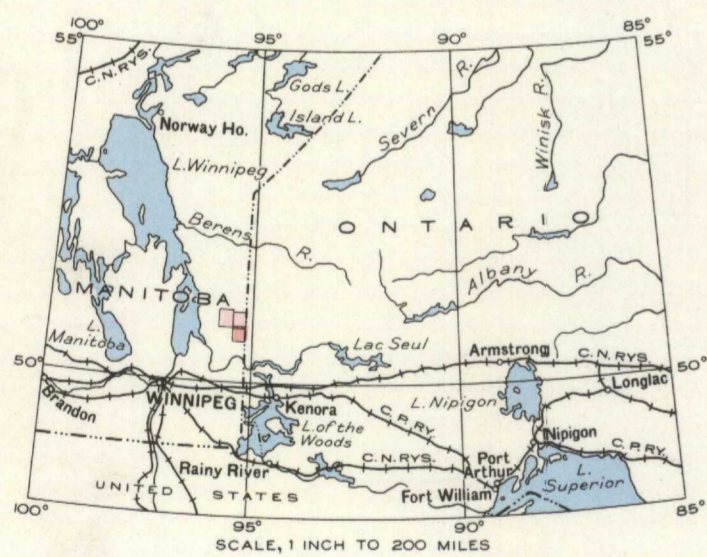 100°
95°
90°
85°
55°
55°
C.N.RYS.
Gods L.
Island L.
Severn R.
Winisk R.
Norway Ho.
L.Winnipeg
Berens R.
ONTARIO
Albany R.
MANITOBA
L. Manitoba
Lac Seul
Armstrong
C.N.RYS.
50°
50°
Longlac
Brandon
WINNIPEG
Kenora
L. Nipigon
C.P.RY.
L. of the Woods
Nipigon
C.P.RY.
Rainy River
C.N.RYS.
Port Arthur
Fort William
L. Superior
UNITED STATES
100°
95°
90°
85°
SCALE, 1 INCH TO 200 MILES